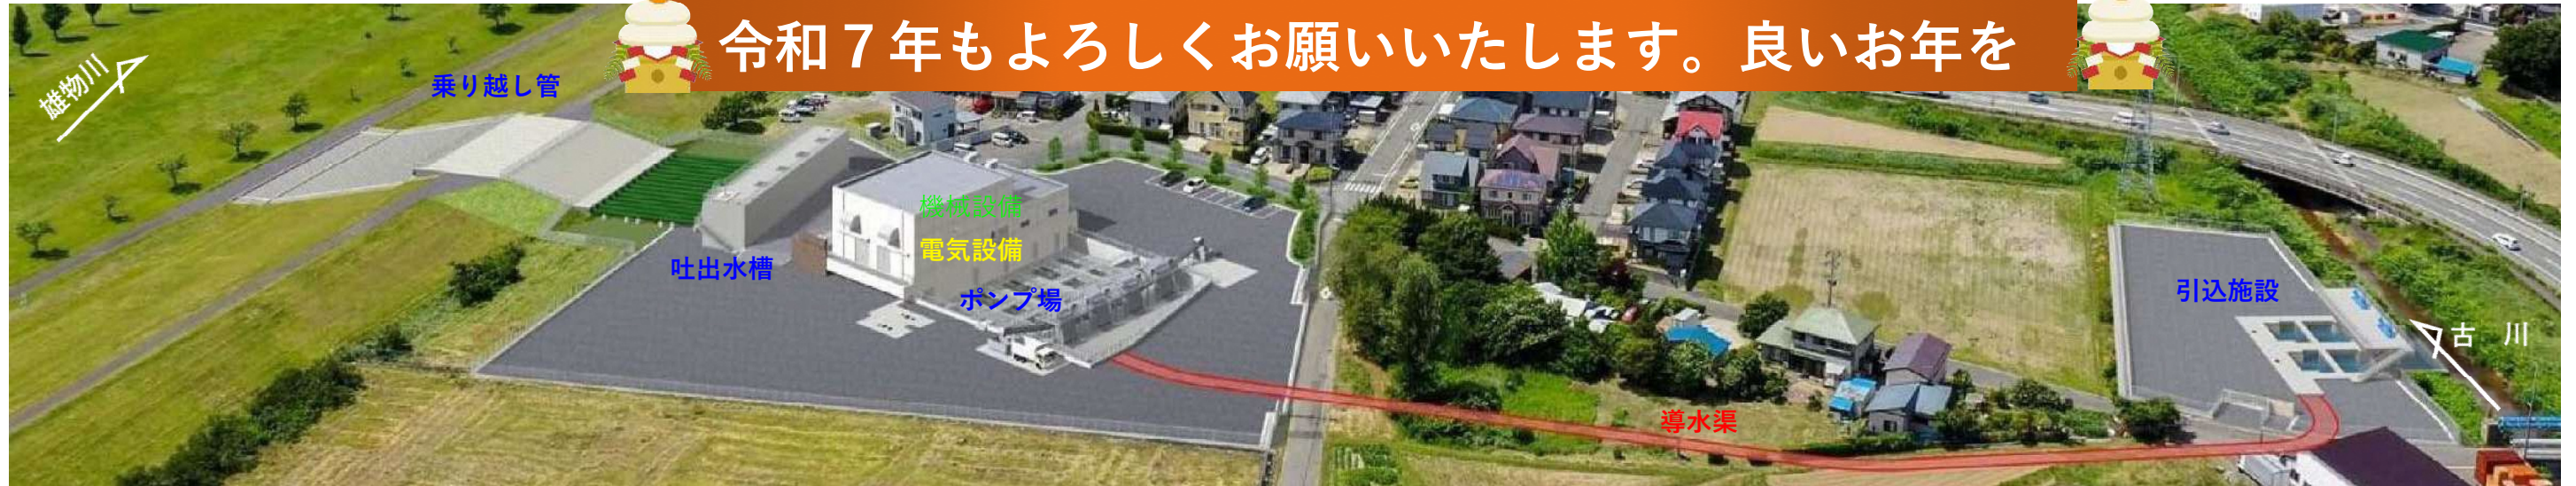 令和７年もよろしくお願いいたします。良いお年を
雄物川
乗り越し管
機械設備
電気設備
吐出水槽
ポンプ場
引込施設
古　川
導水渠